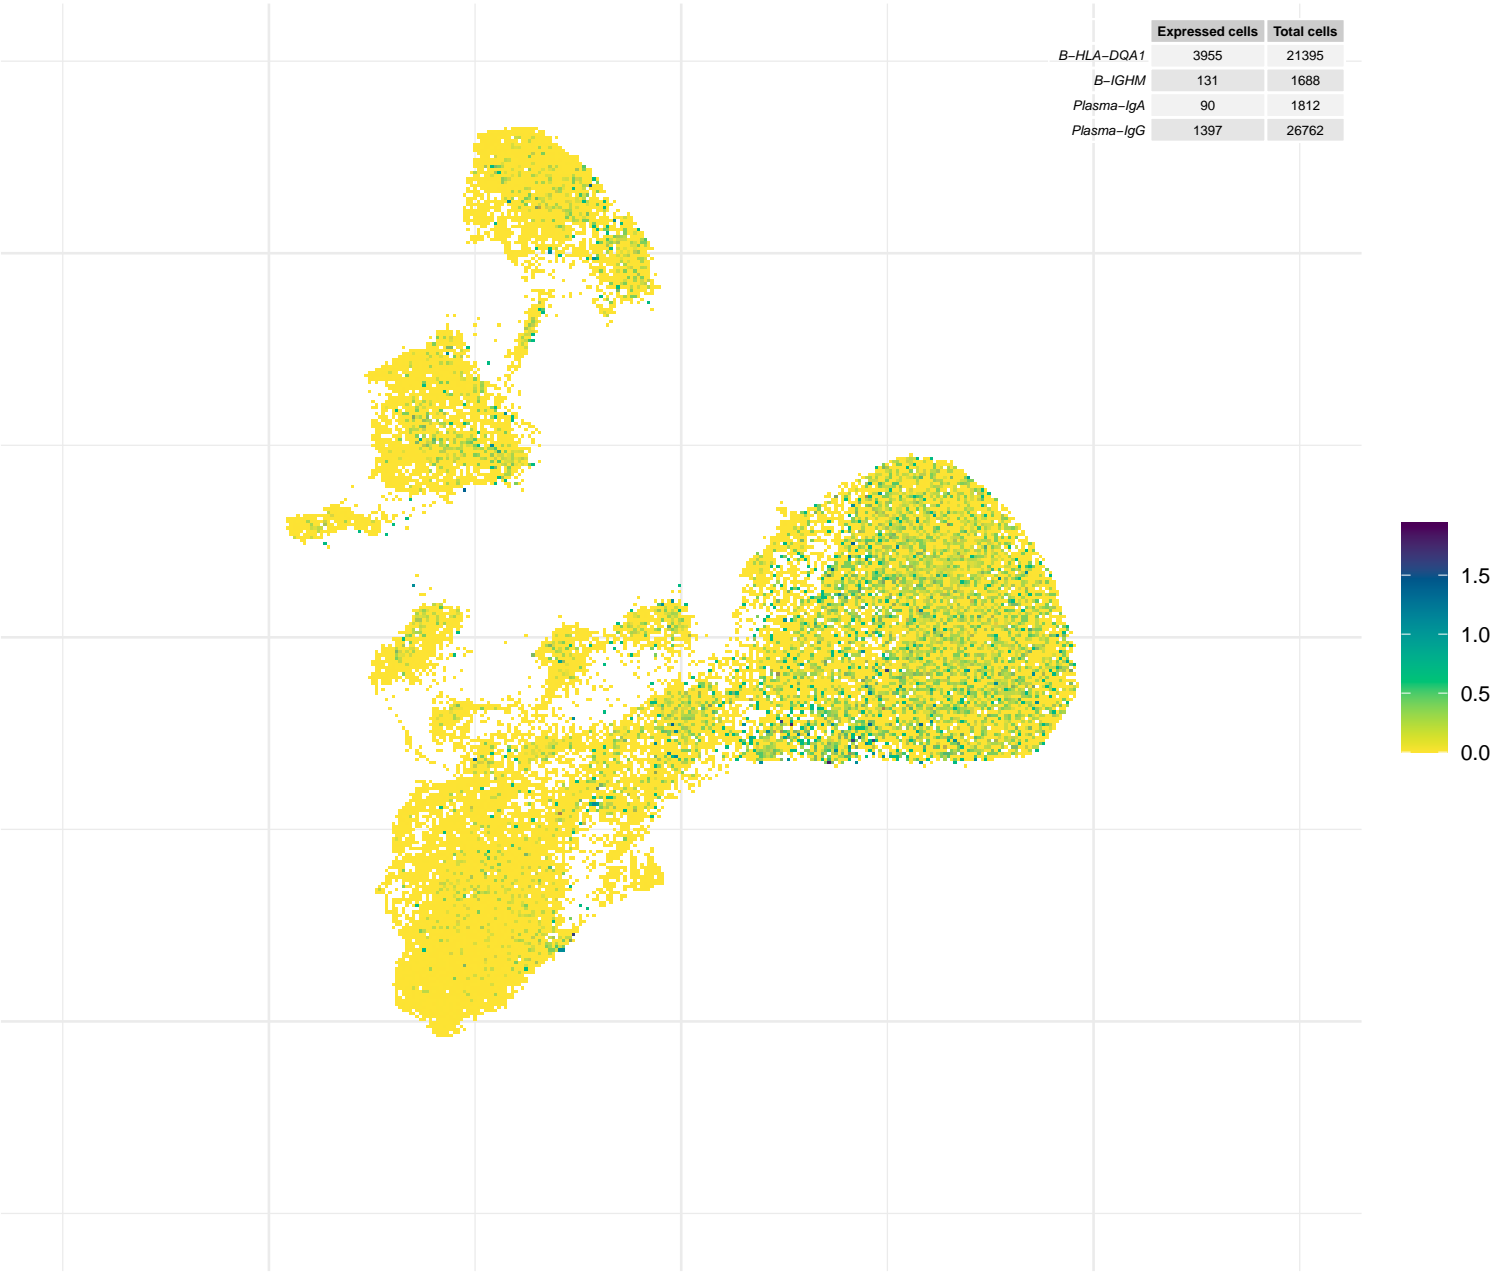 Expressed cells Total cells
B−HLA−DQA1 3955 21395
B−IGHM 131 1688
Plasma−IgA 90 1812
Plasma−IgG 1397 26762
1.5
1.0
0.5
0.0